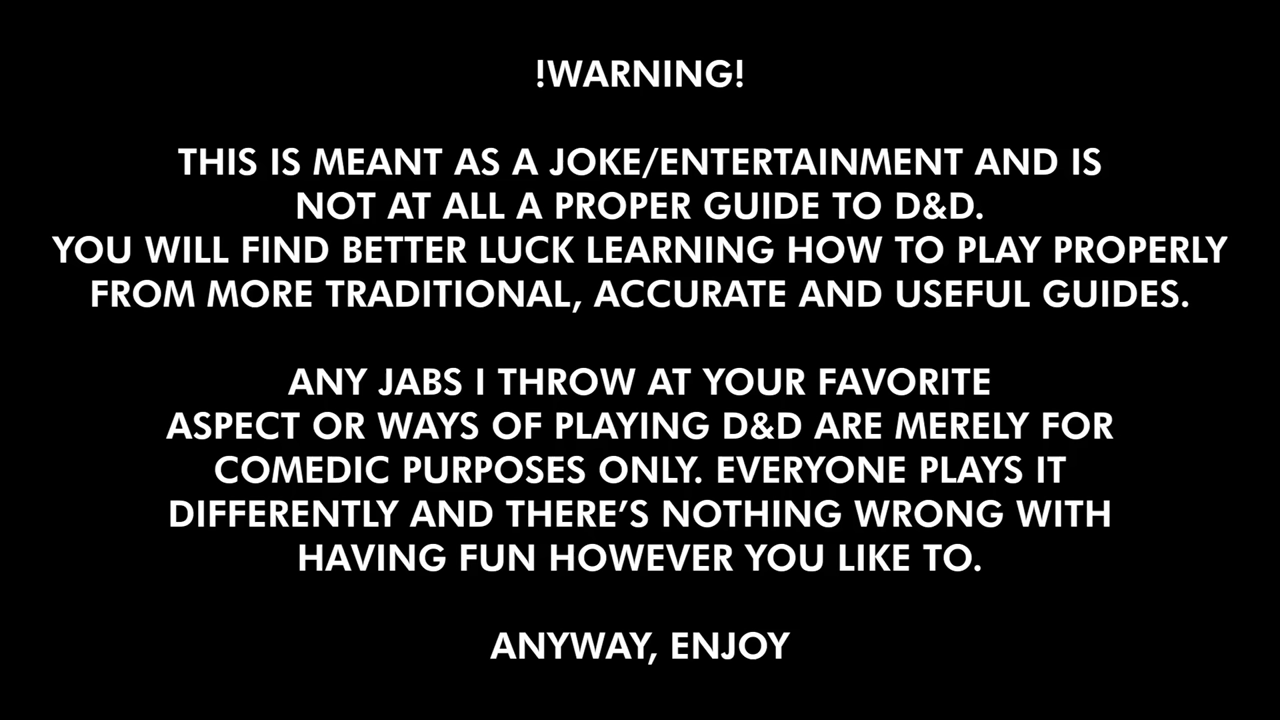 !WARNING!
THIS IS MEANT AS A JOKE/ENTERTAINMENT AND IS
NOT AT ALL A PROPER GUIDE TO D&D.
YOU WILL FIND BETTER LUCK LEARNING HOW TO PLAY PROPERLY
FROM MORE TRADITIONAL, ACCURATE AND USEFUL GUIDES.
ANY JABS I THROW AT YOUR FAVORITE
ASPECT OR WAYS OF PLAYING D&D ARE MERELY FOR
COMEDIC PURPOSES ONLY. EVERYONE PLAYS IT
DIFFERENTLY AND THERE’S NOTHING WRONG WITH
HAVING FUN HOWEVER YOU LIKE TO.
ANYWAY, ENJOY